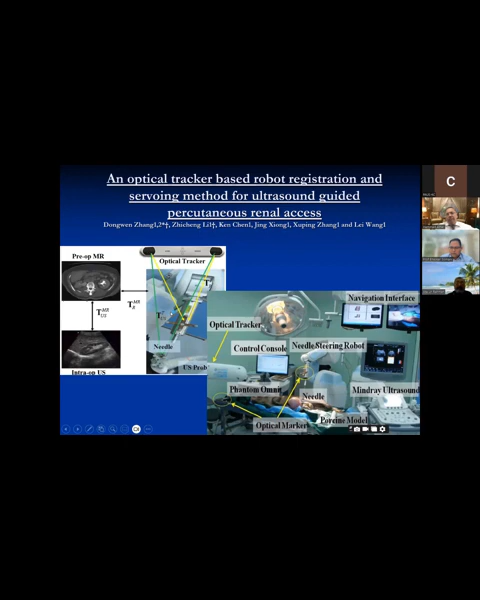 An optical tracker based robot registration and
servoing method for ultrasound guided
percutaneous renal access
Dongwen Zhang1,2*†, Zhicheng Li1†, Ken Chen1, Jing Xiong1, Xuping Zhang1 and Lei Wang1
C
Pre-op MR
Optical Tracker
Needle
US Prob
Intra-op US
Navigation Interface
Optical Tracker
Control Console
Needle Steering Robot
Phantom Omni
Needle
Mindray Ultrasound
Optical Marker
Porcine Model